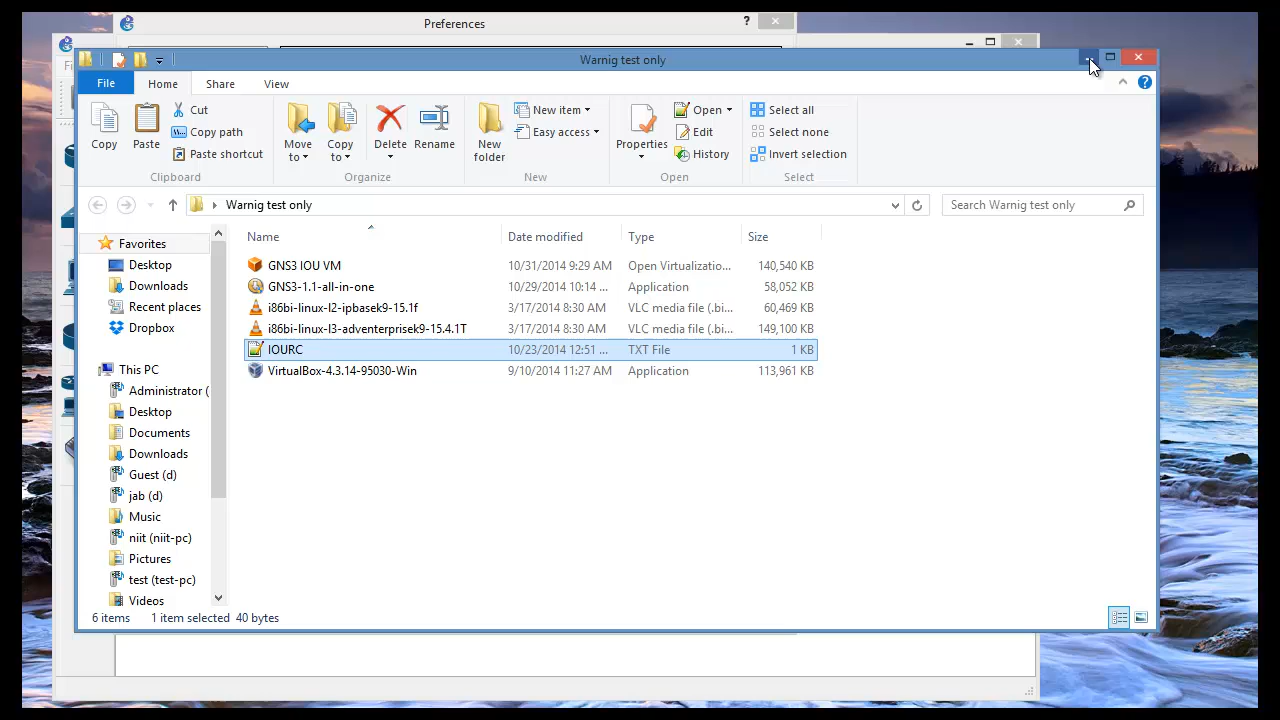 Preferences
?
Fi
Warnig test only
File Home Share View
Copy
Paste
Cut
Copy path
Paste shortcut
Clipboard
Move to
Copy to
Delete
Rename
Organize
New folder
New item
Easy access
New
Properties
Open
Edit
History
Open
Select all
Select none
Invert selection
Select
Warnig test only
Search Warnig test only
Name Date modified Type Size
GNS3 IOU VM 10/31/2014 9:29 AM Open Virtualizatio... 140,540 KB
GNS3-1.1-all-in-one 10/29/2014 10:14 ... Application 58,052 KB
i86bi-linux-l2-ipbasek9-15.1f 3/17/2014 8:30 AM VLC media file (.bi... 60,469 KB
i86bi-linux-l3-adventerprisek9-15.4.1T 3/17/2014 8:30 AM VLC media file (.bi... 149,100 KB
IOURC 10/23/2014 12:51 ... TXT File 1 KB
VirtualBox-4.3.14-95030-Win 9/10/2014 11:27 AM Application 113,961 KB
Favorites
Desktop
Downloads
Recent places
Dropbox
This PC
Administrator (
Desktop
Documents
Downloads
Guest (d)
jab (d)
Music
niit (niit-pc)
Pictures
test (test-pc)
Videos
6 items 1 item selected 40 bytes